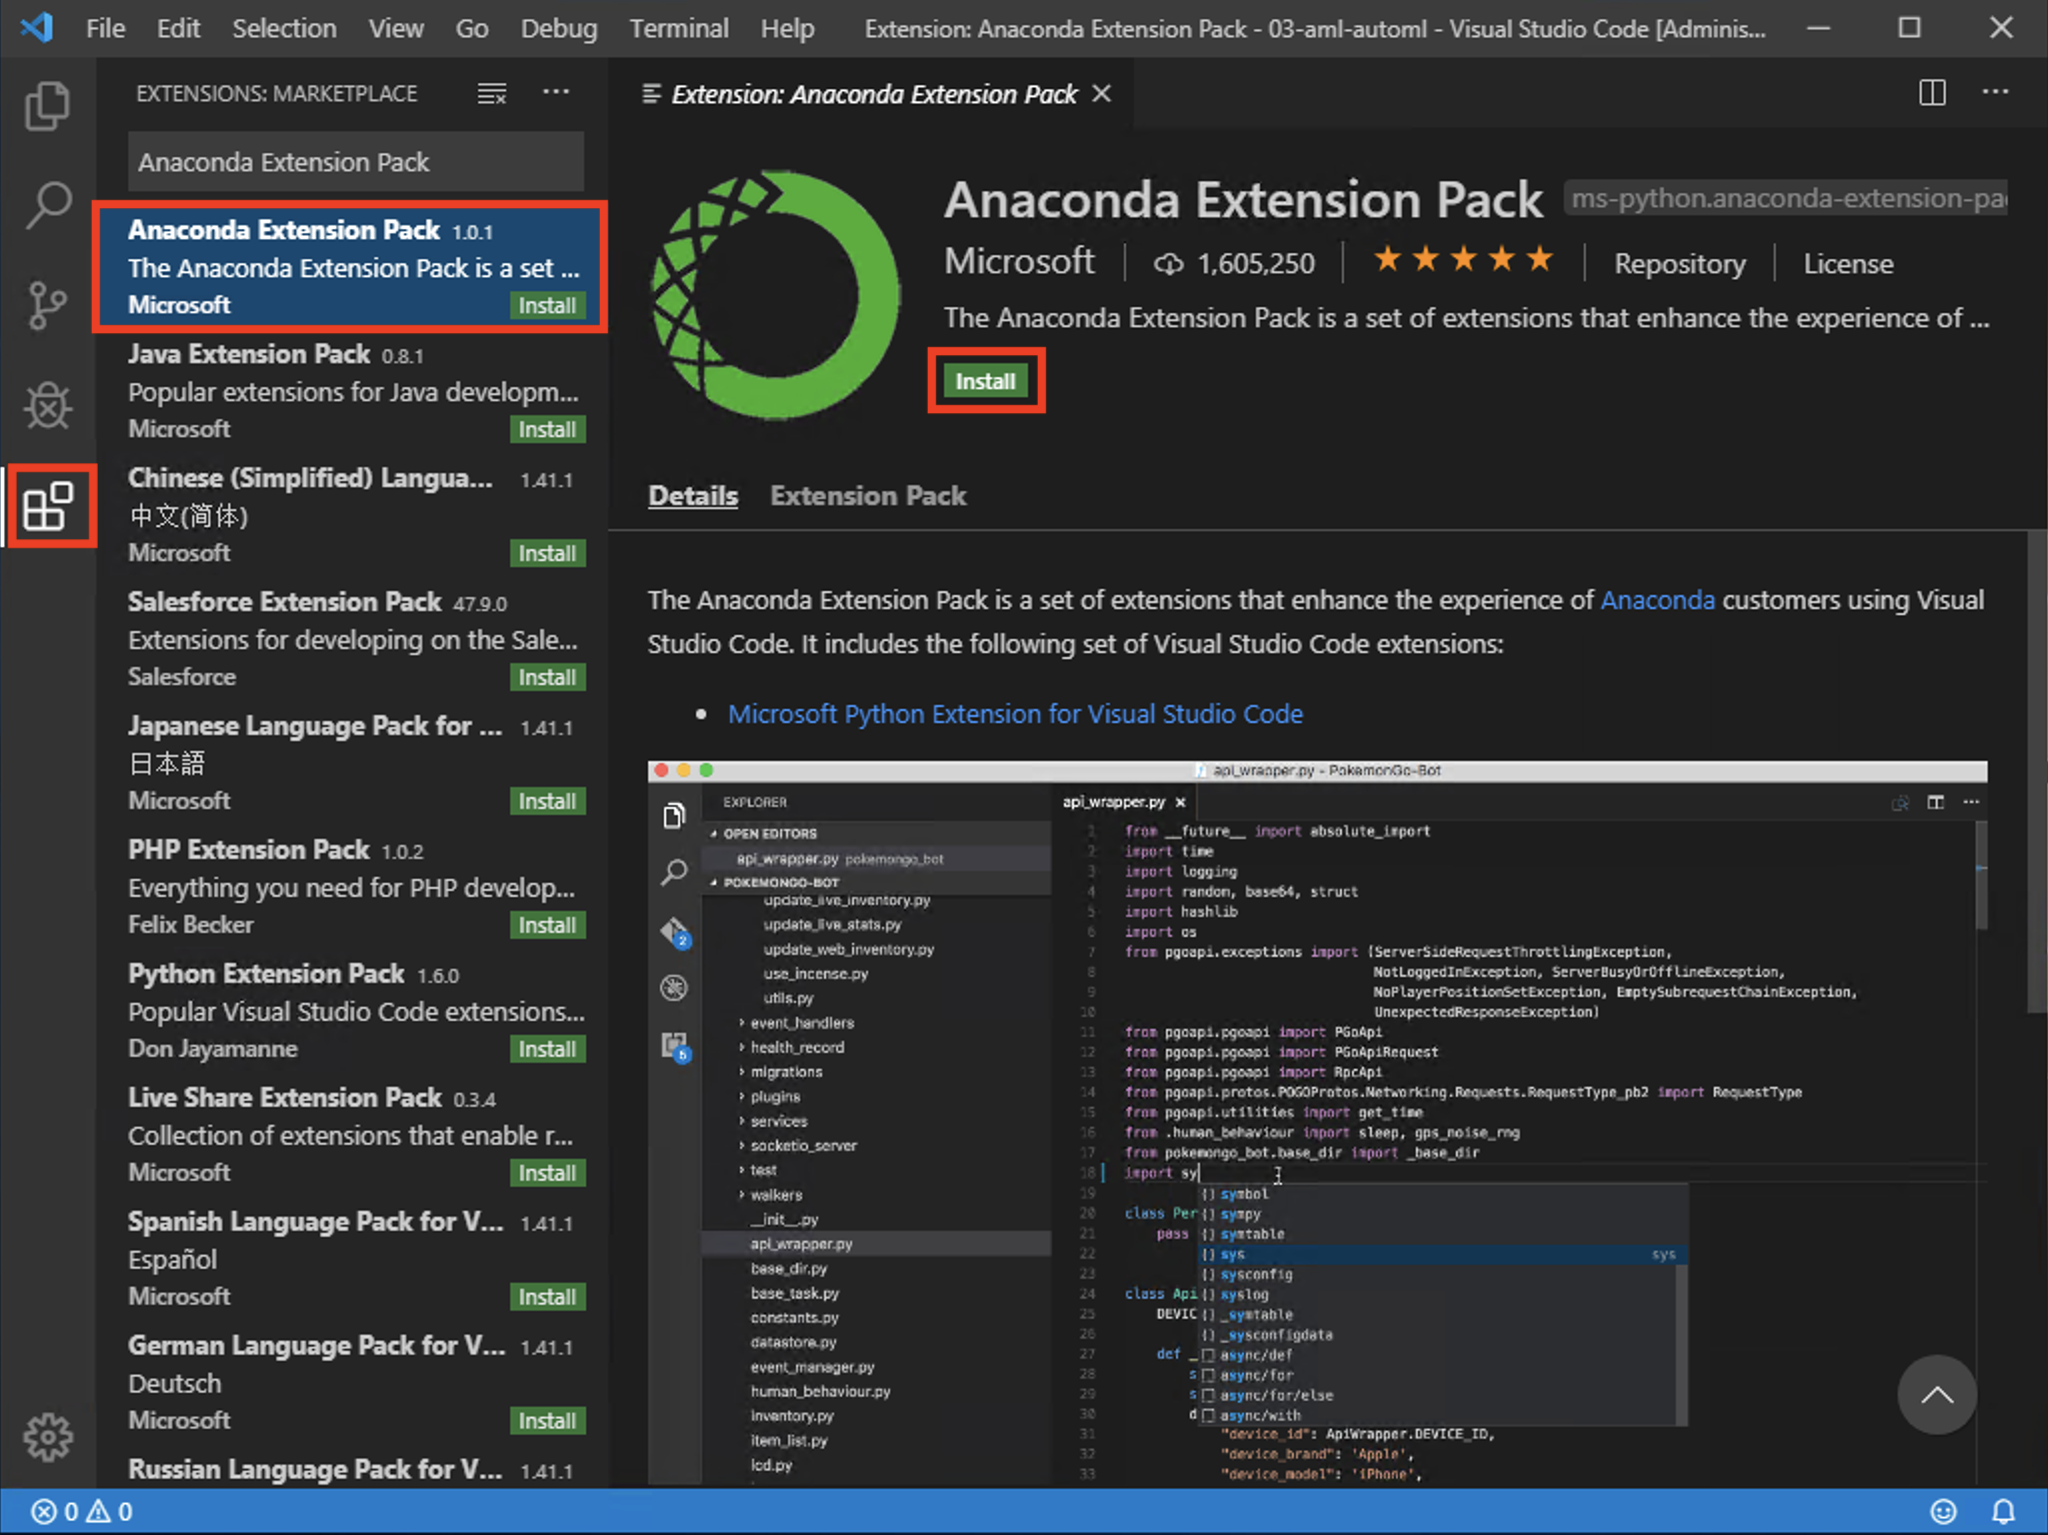 File Edit Selection View Go Debug Terminal Help Extension: Anaconda Extension Pack - 03-aml-automl - Visual Studio Code [Adminis...
EXTENSIONS: MARKETPLACE
Anaconda Extension Pack
Anaconda Extension Pack 1.0.1
The Anaconda Extension Pack is a set ...
Microsoft Install
Java Extension Pack 0.8.1
Popular extensions for Java developm...
Microsoft Install
Chinese (Simplified) Langua... 1.41.1
中文(简体)
Microsoft Install
Salesforce Extension Pack 47.9.0
Extensions for developing on the Sale...
Salesforce Install
Japanese Language Pack for ... 1.41.1
日本語
Microsoft Install
PHP Extension Pack 1.0.2
Everything you need for PHP develop...
Felix Becker Install
Python Extension Pack 1.6.0
Popular Visual Studio Code extensions...
Don Jayamanne Install
Live Share Extension Pack 0.3.4
Collection of extensions that enable r...
Microsoft Install
Spanish Language Pack for V... 1.41.1
Español
Microsoft Install
German Language Pack for V... 1.41.1
Deutsch
Microsoft Install
Russian Language Pack for V... 1.41.1
Extension: Anaconda Extension Pack
Anaconda Extension Pack ms-python.anaconda-extension-pa
Microsoft 1,605,250 Repository License
The Anaconda Extension Pack is a set of extensions that enhance the experience of ...
Install
Details Extension Pack
The Anaconda Extension Pack is a set of extensions that enhance the experience of Anaconda customers using Visual
Studio Code. It includes the following set of Visual Studio Code extensions:
• Microsoft Python Extension for Visual Studio Code
api_wrapper.py - PokemonGo-Bot
EXPLORER
OPEN EDITORS
api_wrapper.py pokemongo_bot
POKEMONGO-BOT
update_live_inventory.py
update_live_stats.py
update_web_inventory.py
use_incense.py
utils.py
event_handlers
health_record
migrations
plugins
services
socketio_server
test
walkers
__init__.py
api_wrapper.py
base_dir.py
base_task.py
constants.py
datastore.py
event_manager.py
human_behaviour.py
inventory.py
item_list.py
lcd.py
2
5
api_wrapper.py
1 from __future__ import absolute_import
2 import time
3 import logging
4 import random, base64, struct
5 import hashlib
6 import os
7 from pgoapi.exceptions import (ServerSideRequestThrottlingException,
8 NotLoggedInException, ServerBusyOrOfflineException,
9 NoPlayerPositionSetException, EmptySubrequestChainException,
10 UnexpectedResponseException)
11 from pgoapi.pgoapi import PGoApi
12 from pgoapi.pgoapi import PGoApiRequest
13 from pgoapi.pgoapi import RpcApi
14 from pgoapi.protos.POGOProtos.Networking.Requests.RequestType_pb2 import RequestType
15 from pgoapi.utilities import get_time
16 from .human_behaviour import sleep, gps_noise_rng
17 from pokemongo_bot.base_dir import _base_dir
18 import sy
19 {} symbol
20 class Per {} sympy
21 pass {} symtable
22 {} sys sys
23 {} sysconfig
24 class Api {} syslog
25 DEVIC {} _symtable
26 {} _sysconfigdata
27 def _ async/def
28 s async/for
29 s async/for/else
30 d async/with
31 "device_id": ApiWrapper.DEVICE_ID,
32 "device_brand": 'Apple',
33 "device_model": 'iPhone',
0 0